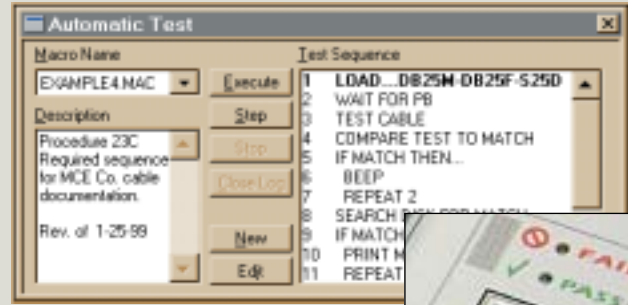 Automatic Test
Macro Name
EXAMPLE4.MAC
Description
Procedure 23C
Required sequence
for MCE Co. cable
documentation.
Rev. of 1-25-99
Execute
Step
Stop
Close Log
New
Edit
Test Sequence
1 LOAD....DB25M-DB25F-S25D
2 WAIT FOR PB
3 TEST CABLE
4 COMPARE TEST TO MATCH
5 IF MATCH THEN...
6 BEEP
7 REPEAT 2
8 SEARCH DISK FOR MATCH
9 IF MATCH
10 PRINT M
11 REPEAT
FAI
PASS